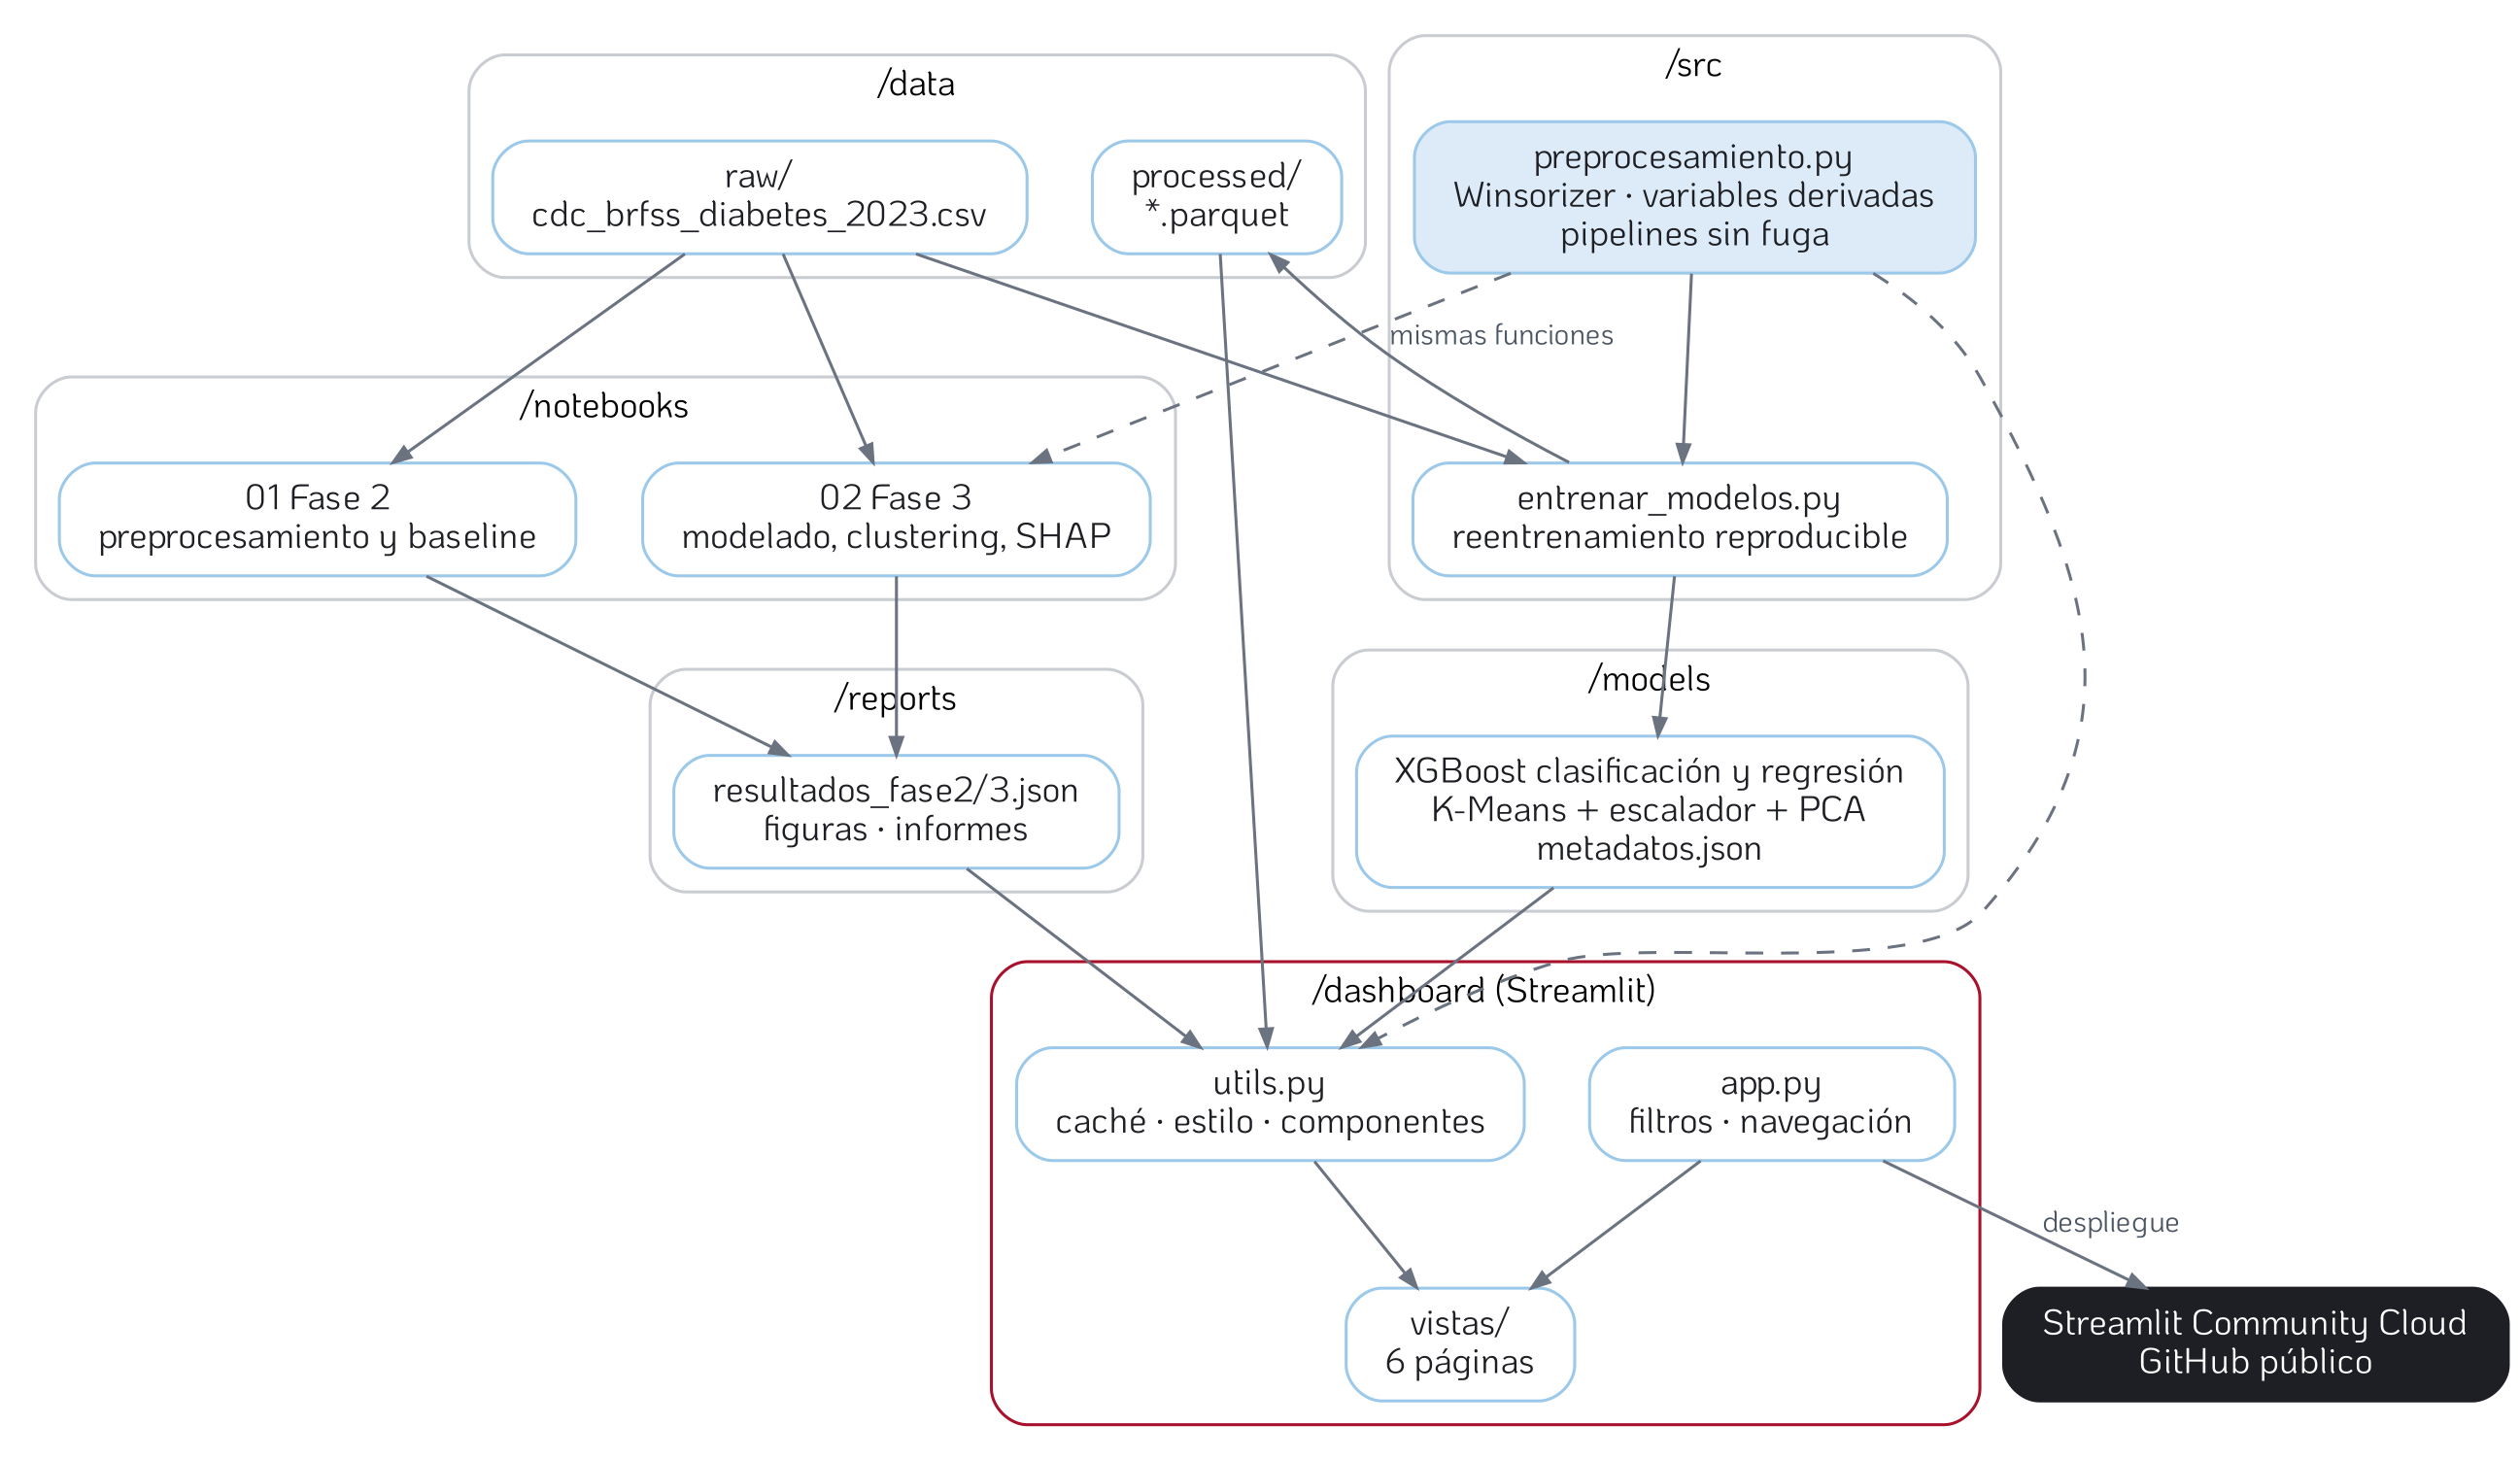 /data
raw/
cdc_brfss_diabetes_2023.csv
processed/
*.parquet
/src
preprocesamiento.py
Winsorizer · variables derivadas
pipelines sin fuga
mismas funciones
/notebooks
01 Fase 2
preprocesamiento y baseline
02 Fase 3
modelado, clustering, SHAP
entrenar_modelos.py
reentrenamiento reproducible
/reports
resultados_fase2/3.json
figuras · informes
/models
XGBoost clasificación y regresión
K-Means + escalador + PCA
metadatos.json
/dashboard (Streamlit)
utils.py
caché · estilo · componentes
app.py
filtros · navegación
despliegue
vistas/
6 páginas
Streamlit Community Cloud
GitHub público